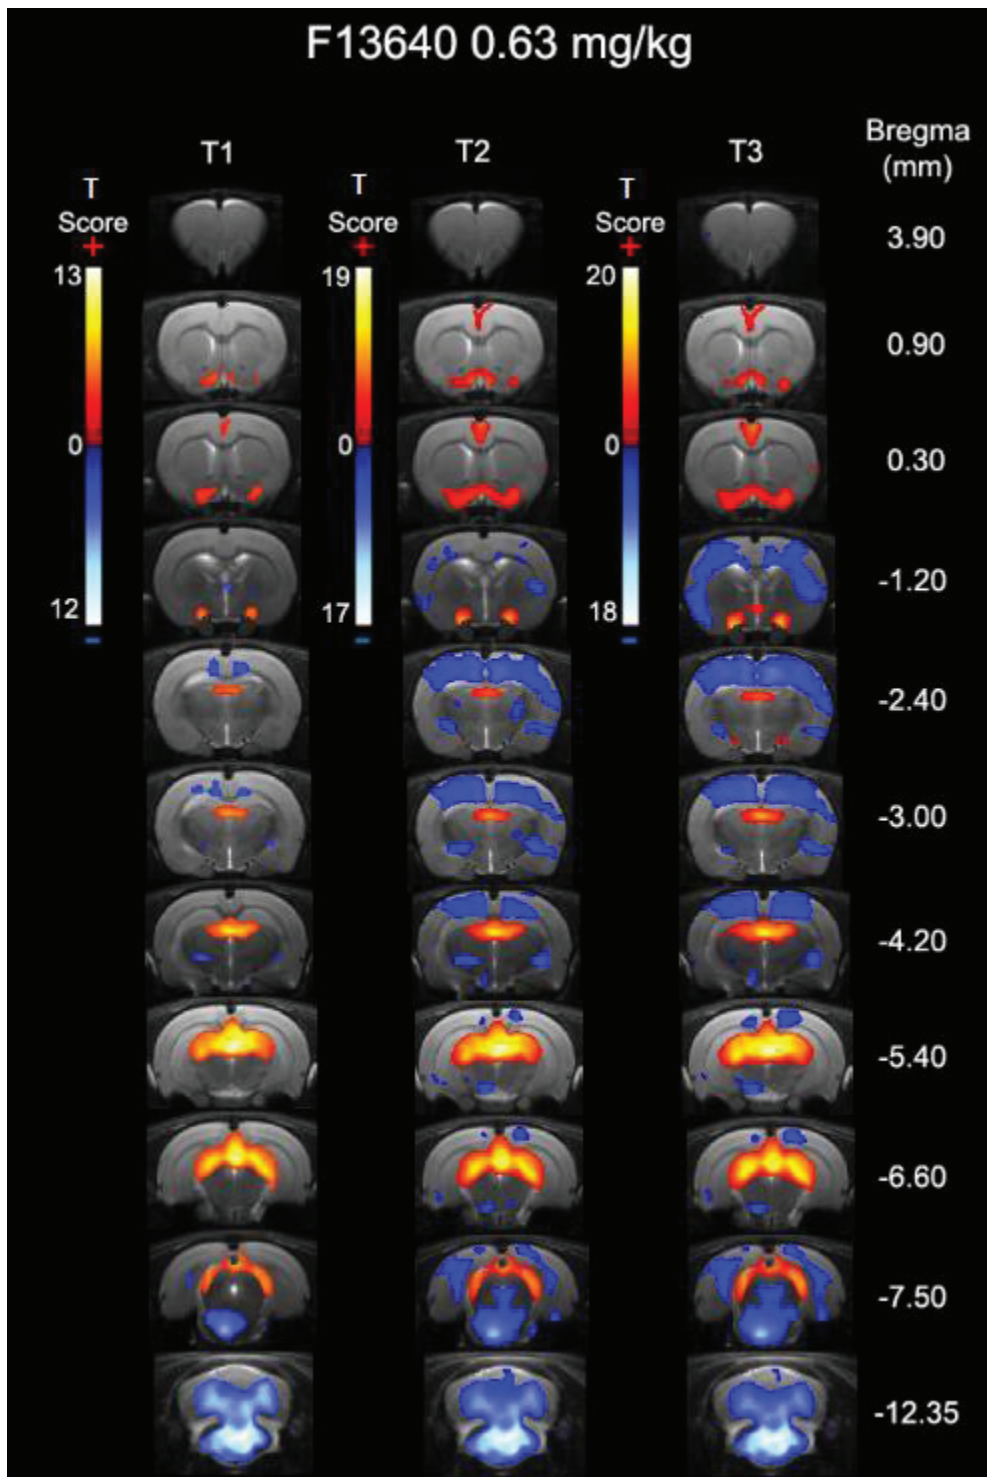 F13640 0.63 mg/kg
Bregma
(mm)
T1
T2
T3
T
Score
+
13
0
12
-
T
Score
+
19
0
17
-
T
Score
+
20
0
18
-
3.90
0.90
0.30
-1.20
-2.40
-3.00
-4.20
-5.40
-6.60
-7.50
-12.35